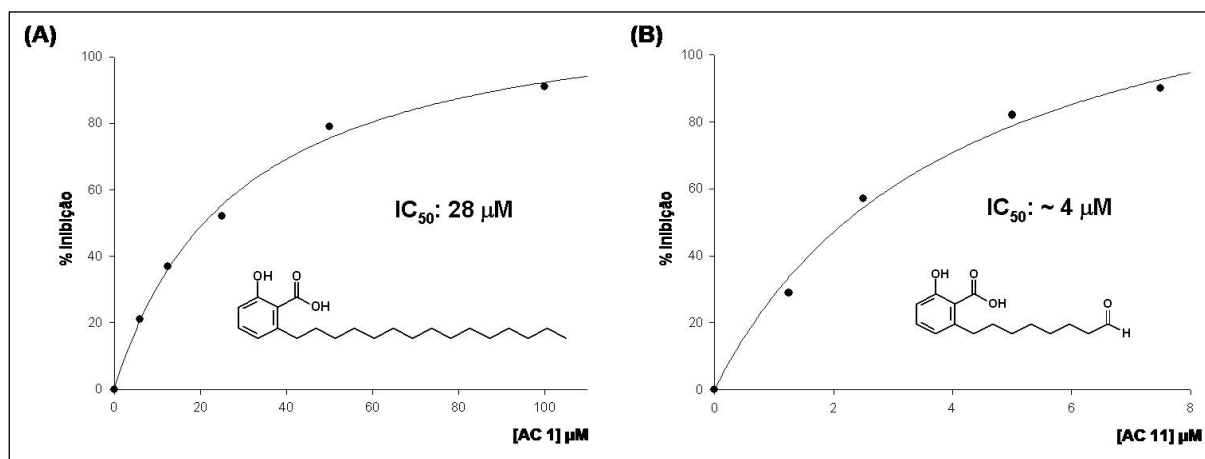 (A)
100
80
60
40
20
0
% Inibição
IC50: 28 μM
OH
O
OH
0 20 40 60 80 100
[AC 1] μM
(B)
100
80
60
40
20
0
% Inibição
IC50: ~ 4 μM
OH
O
OH
O
H
0 2 4 6 8
[AC 11] μM